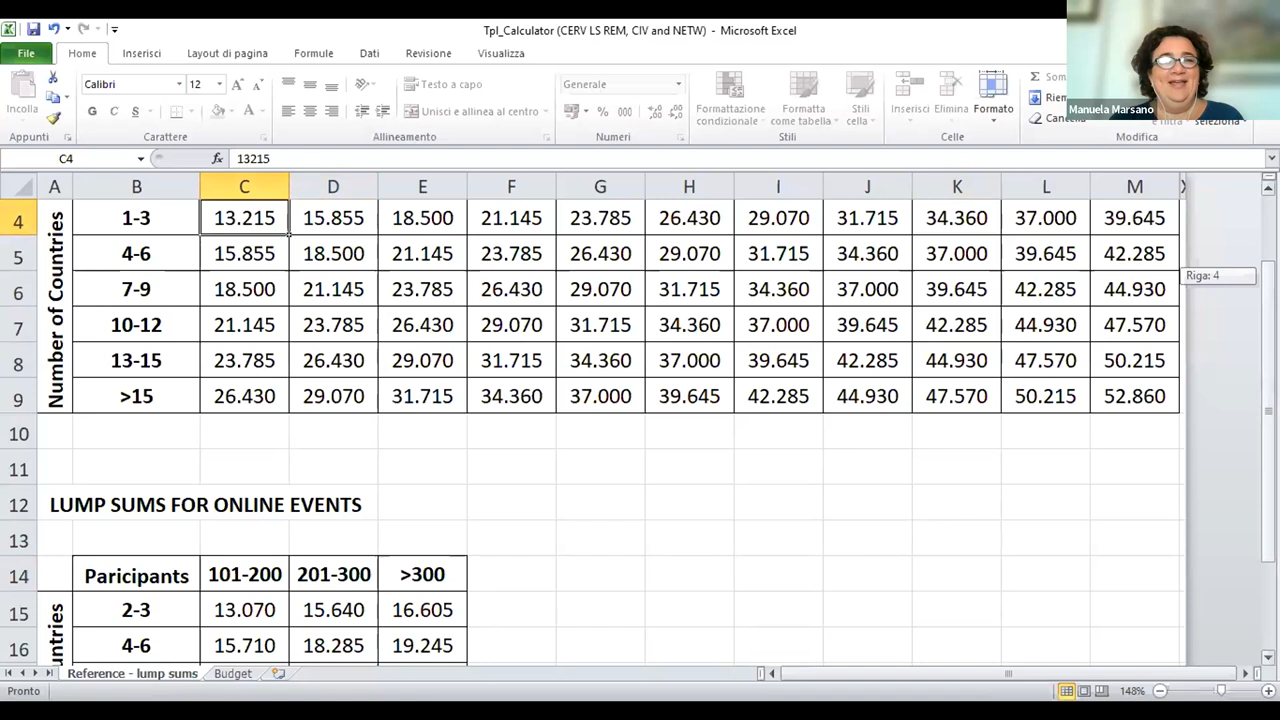 Tpl_Calculator (CERV LS REM, CIV and NETW) - Microsoft Excel
File Home Inserisci Layout di pagina Formule Dati Revisione Visualizza
Manuela Marsano
Incolla
Calibri 12
Testo a capo
Generale
Formattazione condizionale
Formatta come tabella
Stili cella
Inserisci
Elimina
Formato
Σ Som
Riem
Cancella
G C S
Unisci e allinea al centro
% 000
Appunti Carattere Allineamento Numeri Stili Celle Modifica
C4 fx 13215
A B C D E F G H I J K L M
Number of Countries
4 1-3 13.215 15.855 18.500 21.145 23.785 26.430 29.070 31.715 34.360 37.000 39.645
5 4-6 15.855 18.500 21.145 23.785 26.430 29.070 31.715 34.360 37.000 39.645 42.285
Riga: 4
6 7-9 18.500 21.145 23.785 26.430 29.070 31.715 34.360 37.000 39.645 42.285 44.930
7 10-12 21.145 23.785 26.430 29.070 31.715 34.360 37.000 39.645 42.285 44.930 47.570
8 13-15 23.785 26.430 29.070 31.715 34.360 37.000 39.645 42.285 44.930 47.570 50.215
9 >15 26.430 29.070 31.715 34.360 37.000 39.645 42.285 44.930 47.570 50.215 52.860
10
11
12 LUMP SUMS FOR ONLINE EVENTS
13
14 Paricipants 101-200 201-300 >300
15 2-3 13.070 15.640 16.605
16 4-6 15.710 18.285 19.245
untries
Reference - lump sums Budget
Pronto 148%